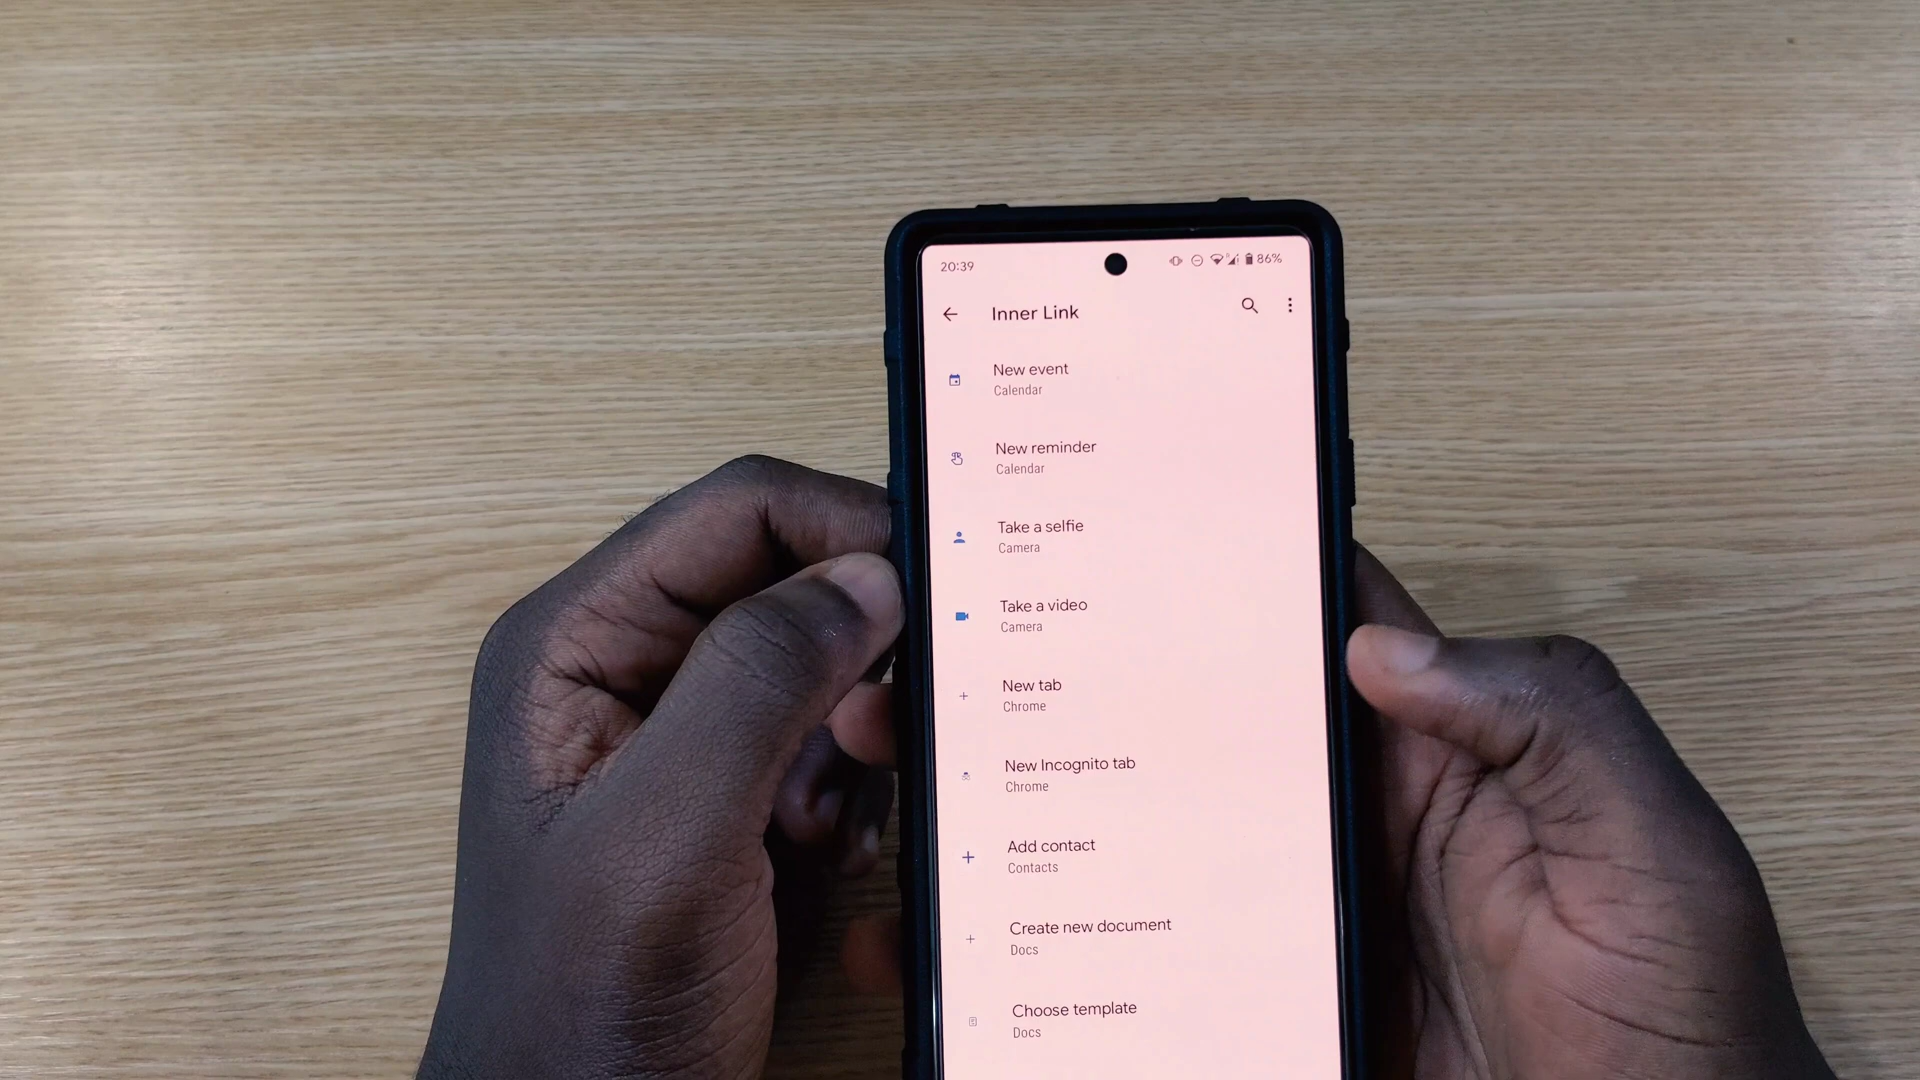 20:39
86%
Inner Link
New event
Calendar
New reminder
Calendar
Take a selfie
Camera
Take a video
Camera
New tab
Chrome
New Incognito tab
Chrome
Add contact
Contacts
Create new document
Docs
Choose template
Docs